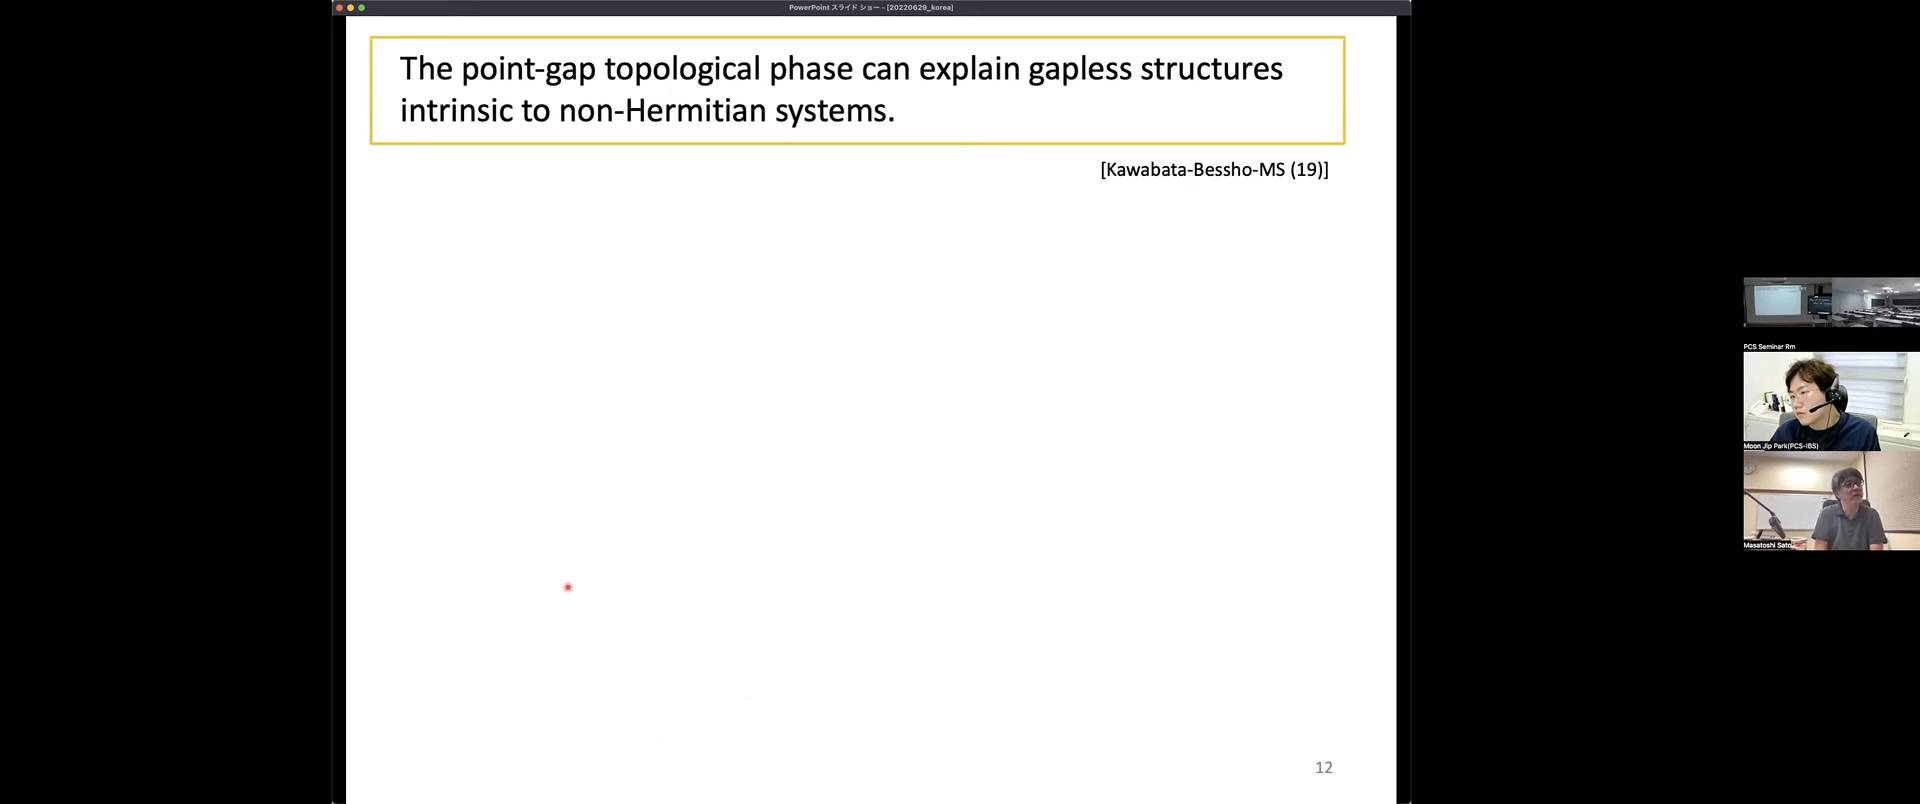 PowerPoint スライド ショー - [20220629_korea]
The point-gap topological phase can explain gapless structures
intrinsic to non-Hermitian systems.
[Kawabata-Bessho-MS (19)]
12
PCS Seminar Rm
Moon Jip Park(PCS-IBS)
Masatoshi Sato